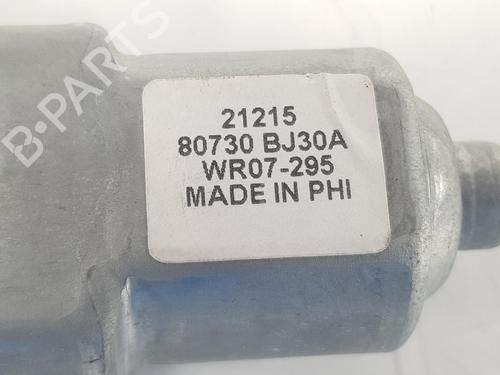 B-PARTS
21215
80730 BJ30A
WR07-295
MADE IN PHI